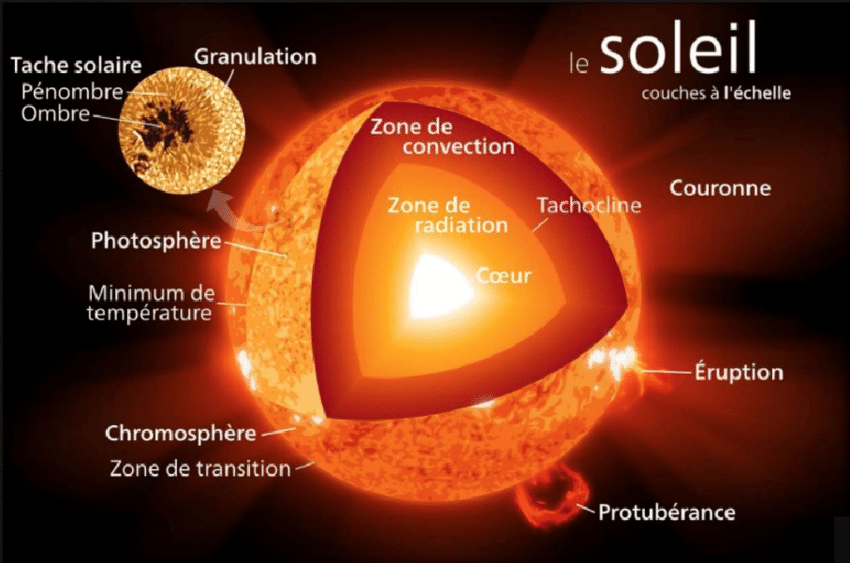 le soleil
couches à l'échelle
Tache solaire
Pénombre
Ombre
Granulation
Zone de
convection
Couronne
Zone de
radiation
Tachocline
Photosphère
Cœur
Minimum de
température
Éruption
Chromosphère
Zone de transition
Protubérance